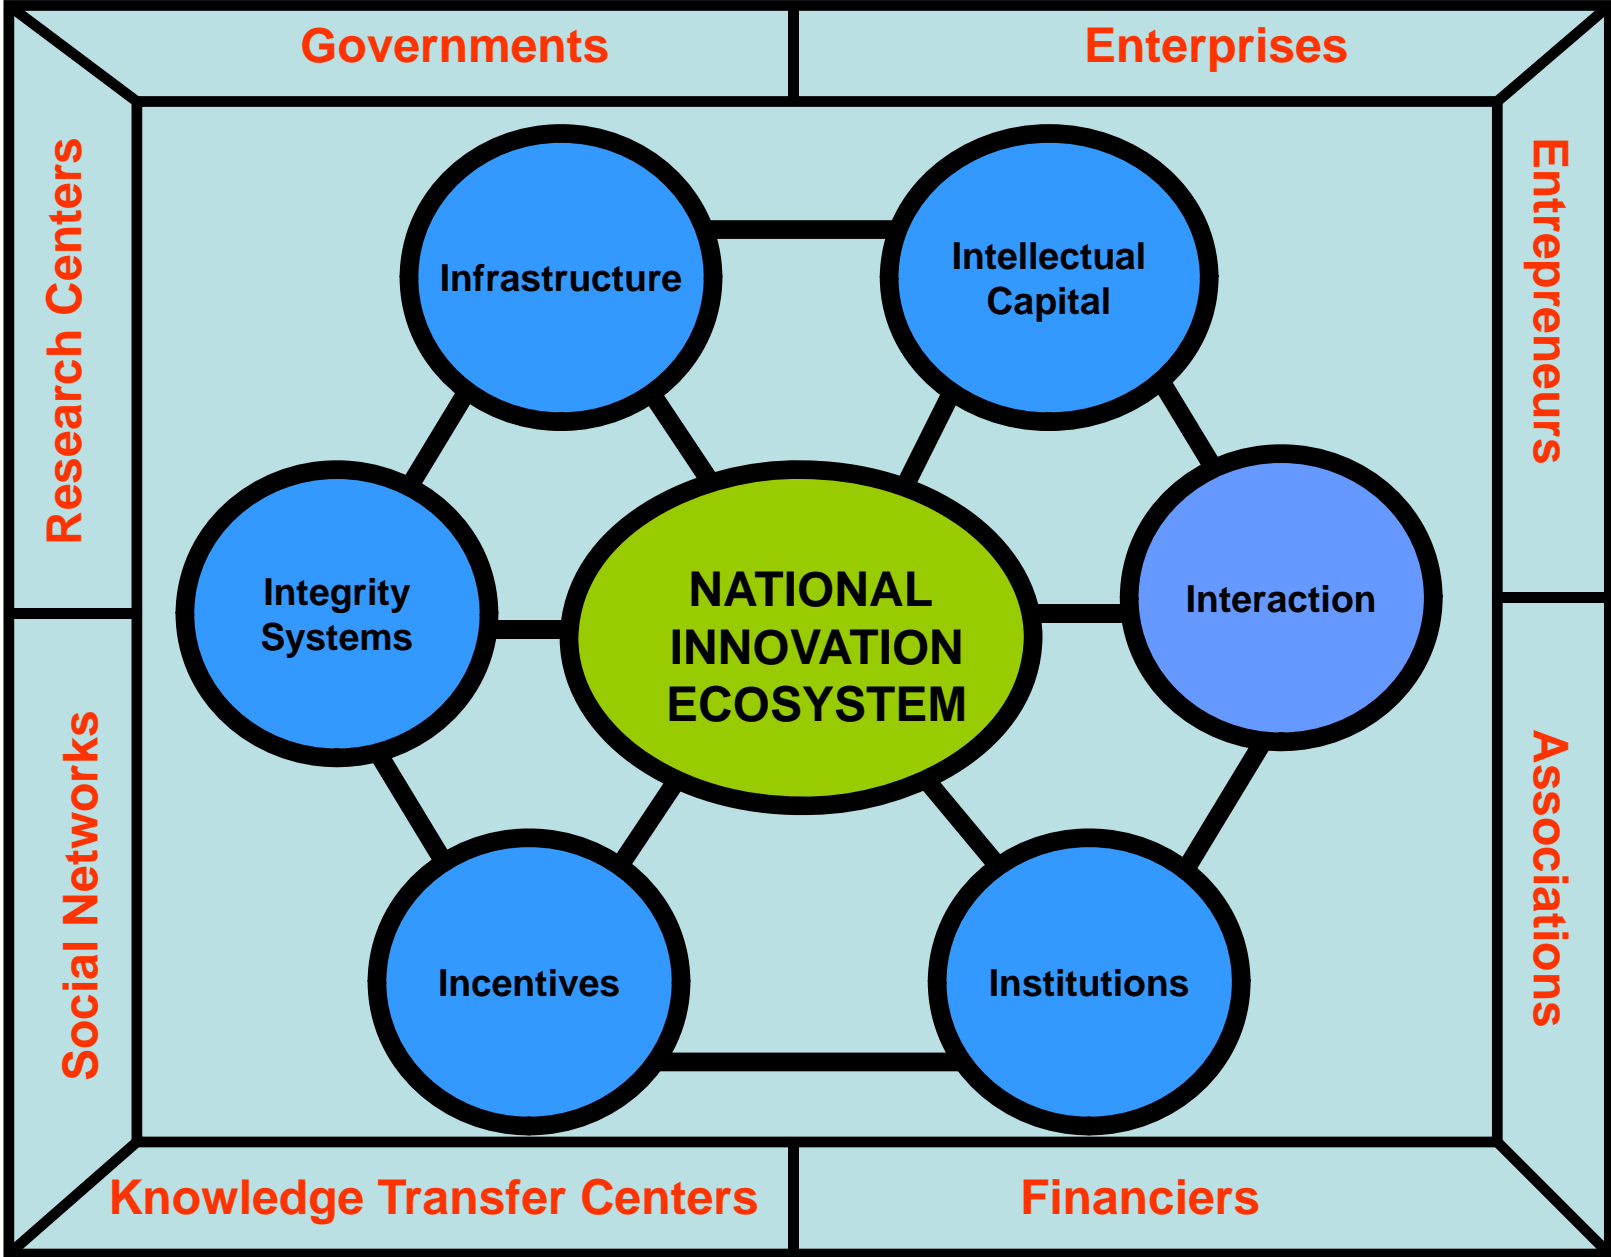 Governments
Enterprises
Research Centers
Entrepreneurs
Infrastructure
Intellectual
Capital
Integrity
Systems
NATIONAL
INNOVATION
ECOSYSTEM
Interaction
Social Networks
Associations
Incentives
Institutions
Knowledge Transfer Centers
Financiers